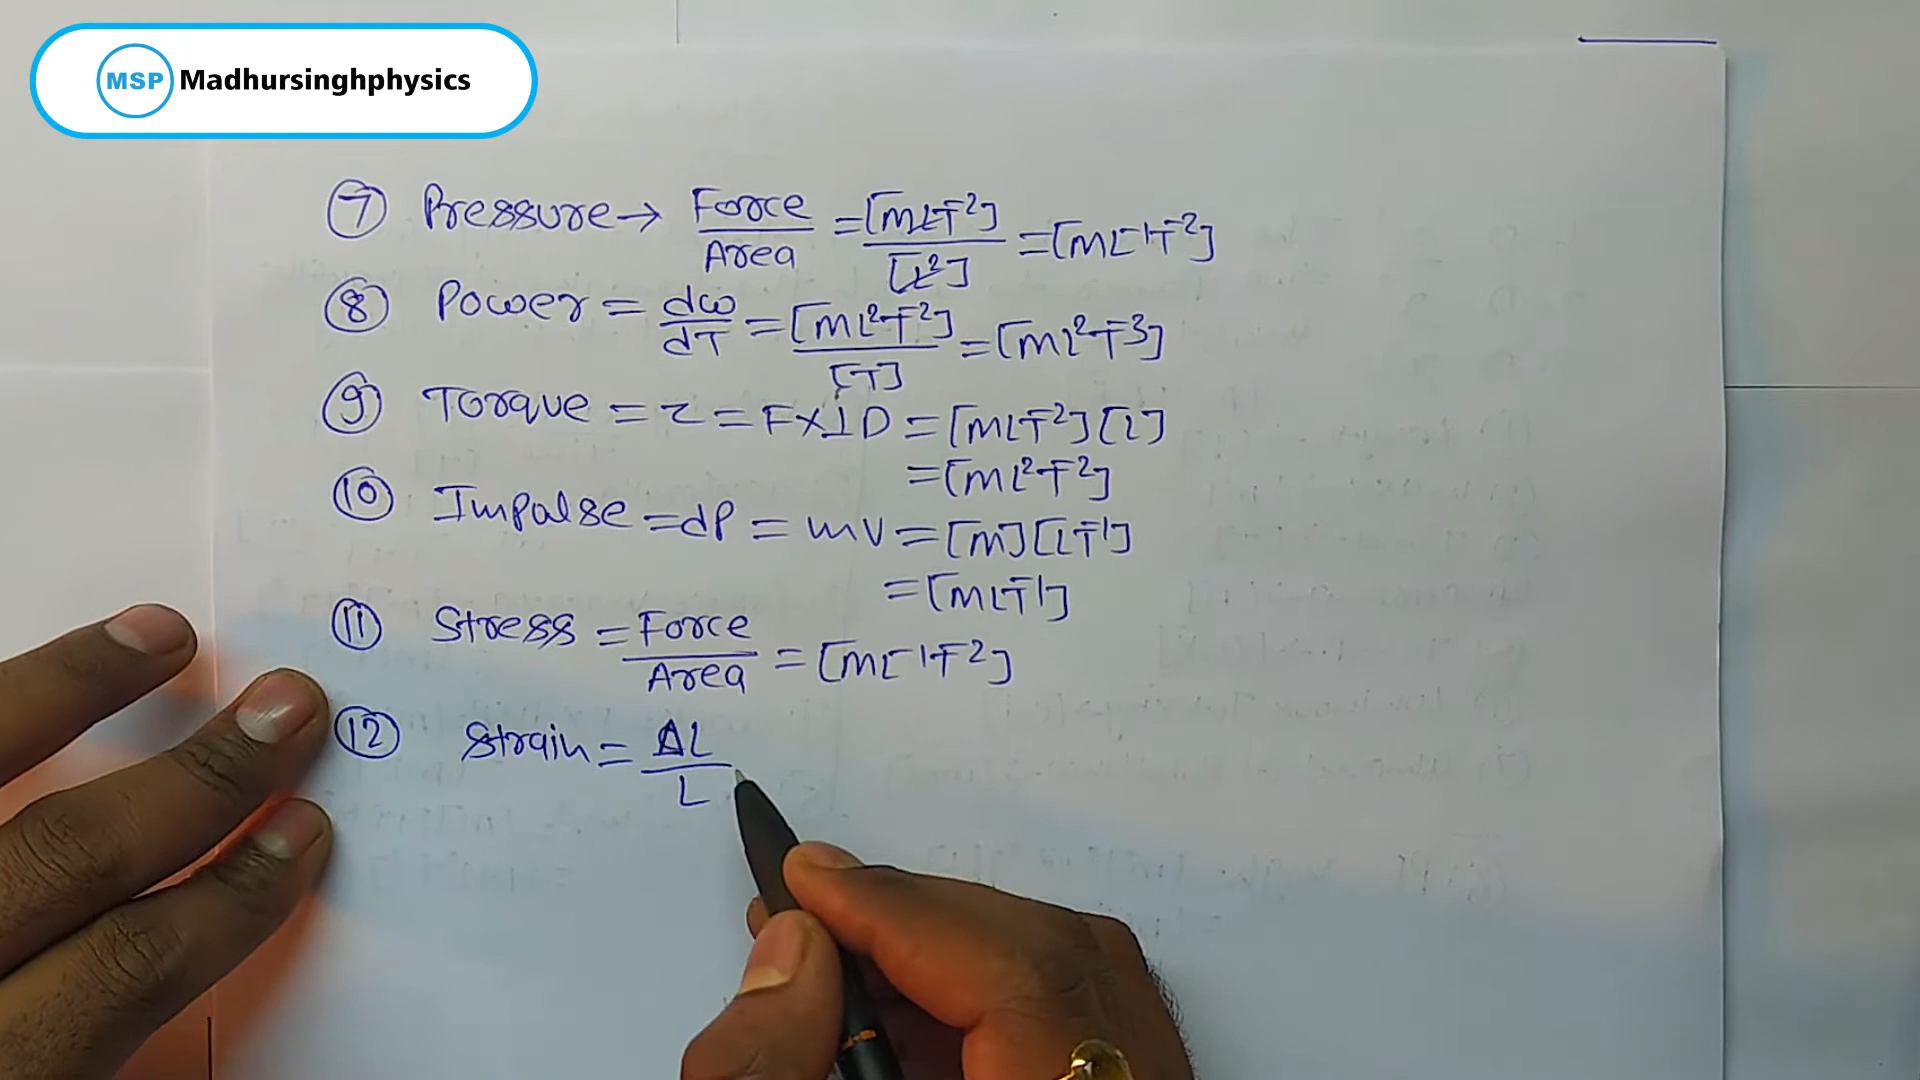 MSP Madhursinghphysics
7 Pressure → Force/Area = [MLT⁻²]/[L²] = [ML⁻¹T⁻²]
8 Power = dw/dT = [ML²T⁻²]/[T] = [ML²T⁻³]
9 Torque = τ = F×⊥D = [MLT⁻²][L]
= [ML²T⁻²]
10 Impalse = dP = mv = [M][LT⁻¹]
= [MLT⁻¹]
11 Stress = Force/Area = [ML⁻¹T⁻²]
12 Strain = ΔL/L